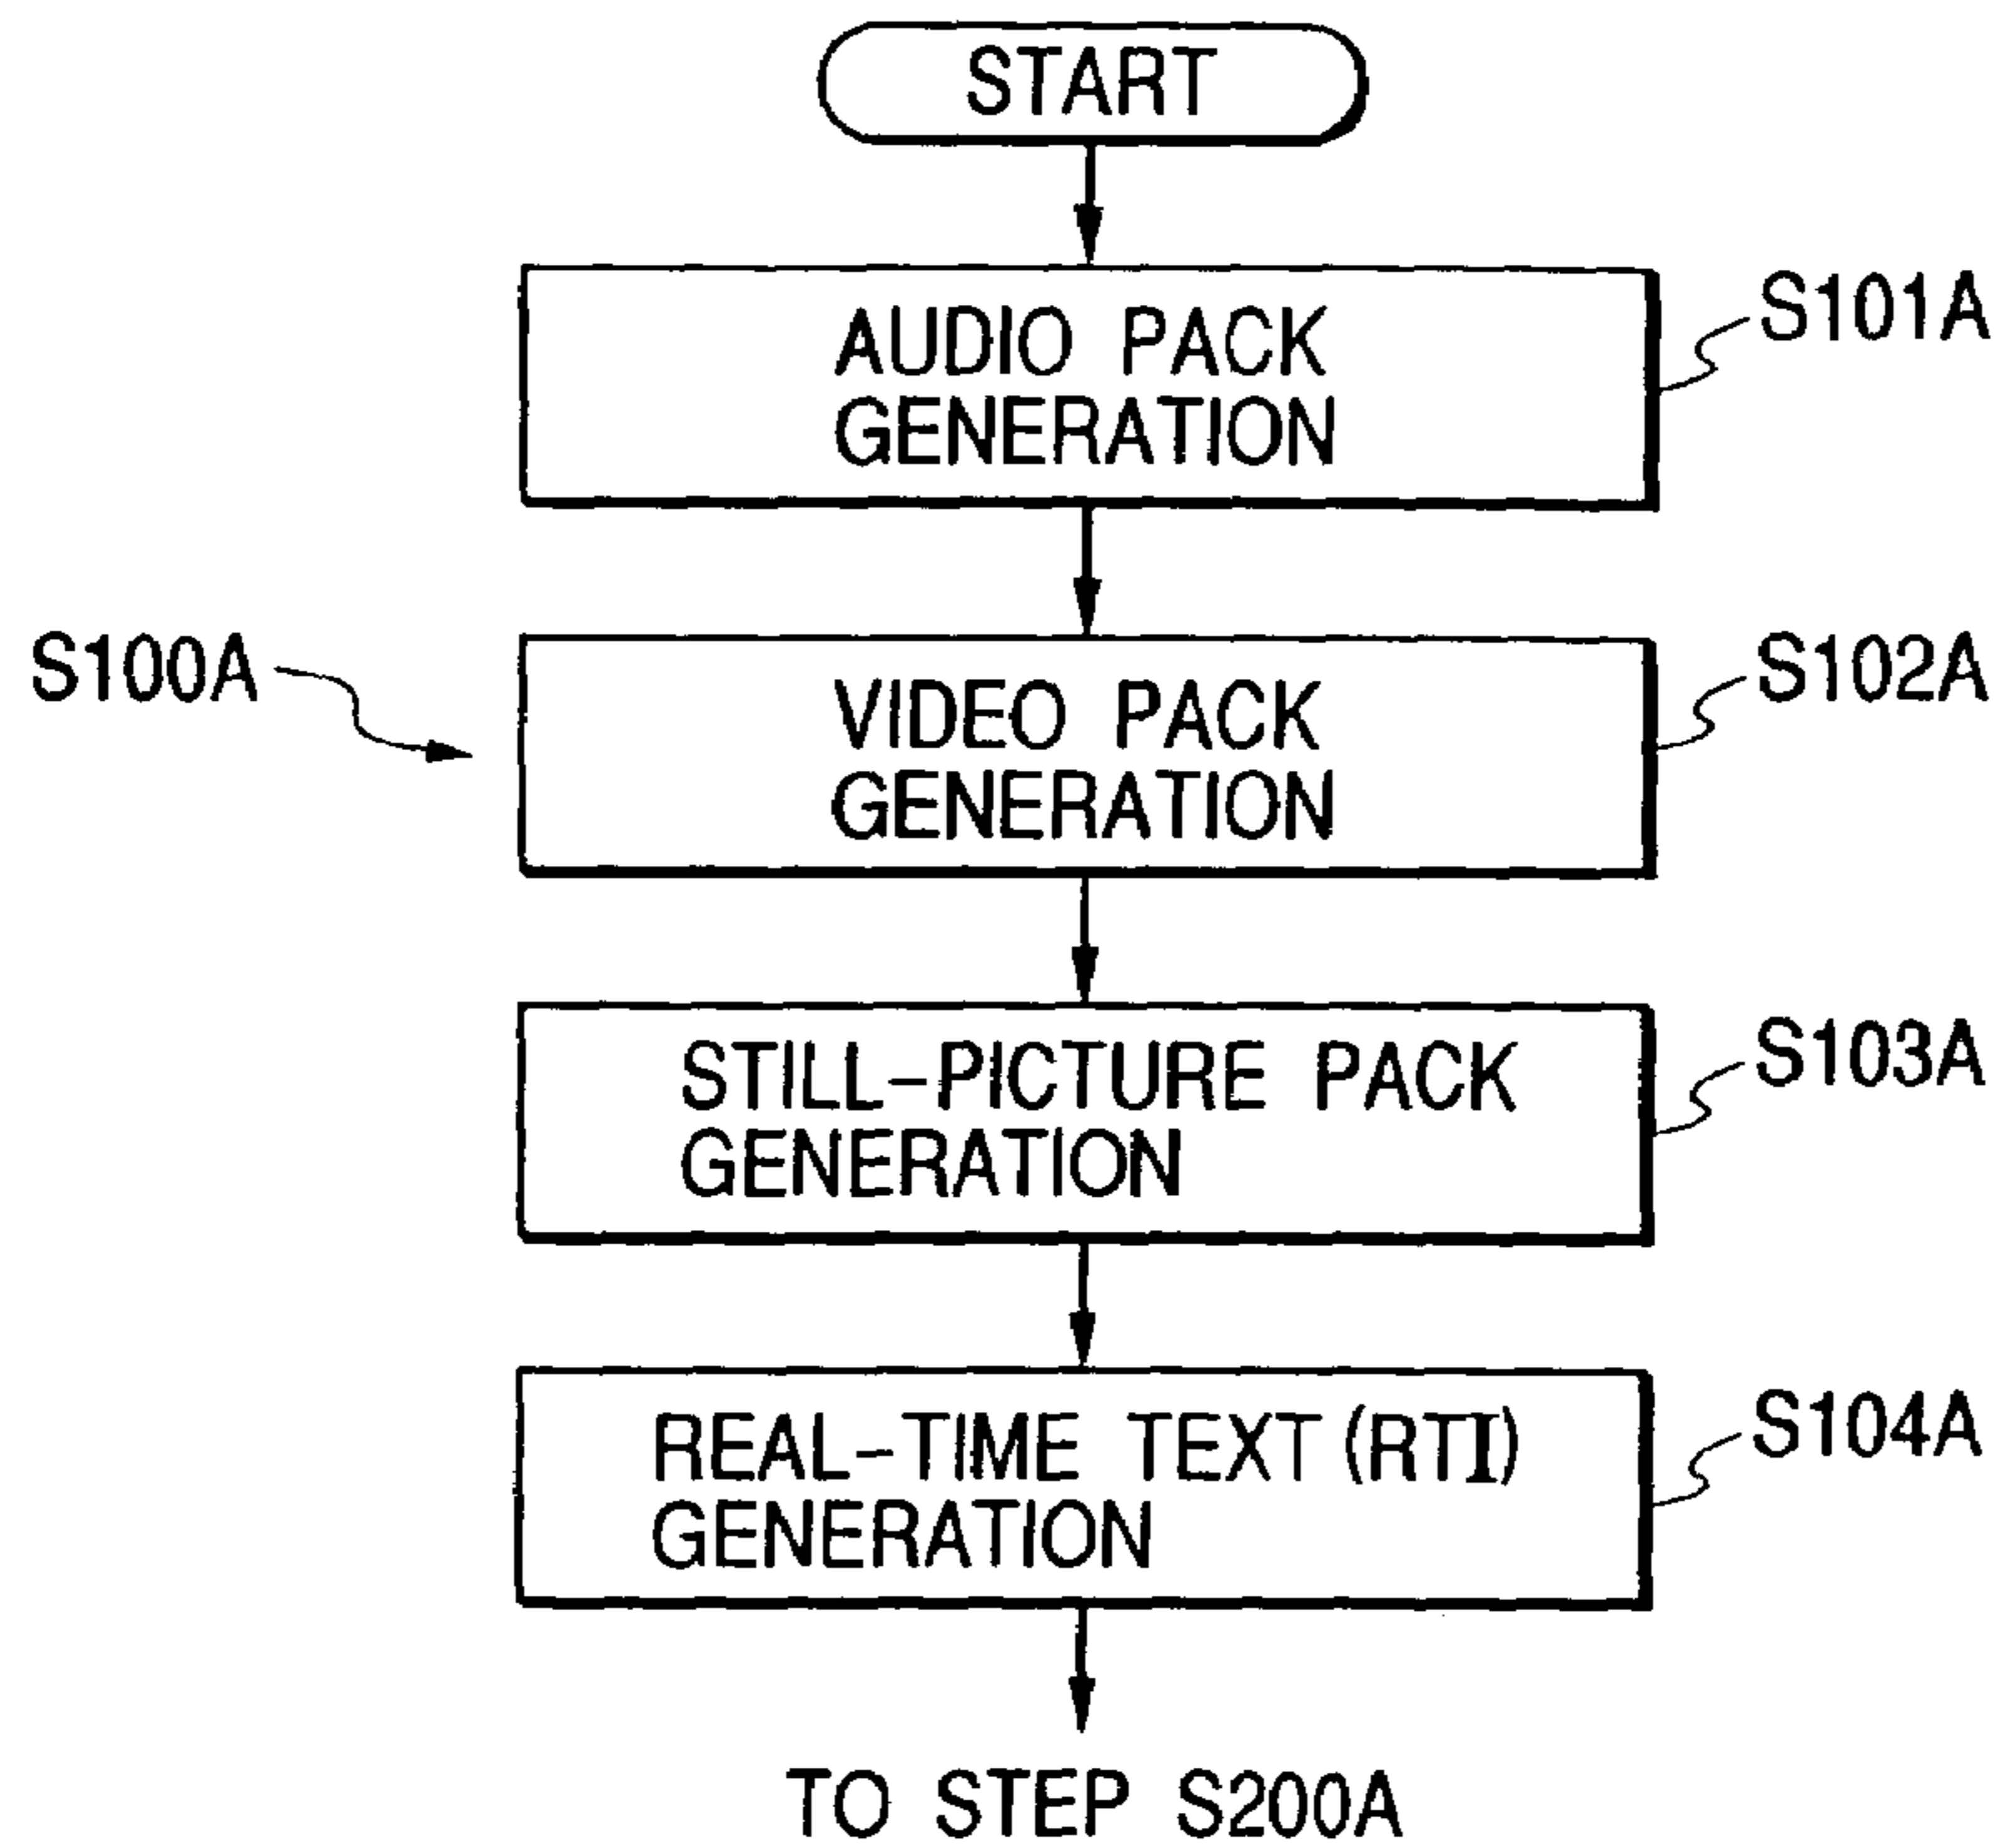 START
AUDIO PACK
GENERATION
S101A
S100A
VIDEO PACK
GENERATION
S102A
STILL-PICTURE PACK
GENERATION
S103A
REAL-TIME TEXT (RTI)
GENERATION
S104A
TO STEP S200A